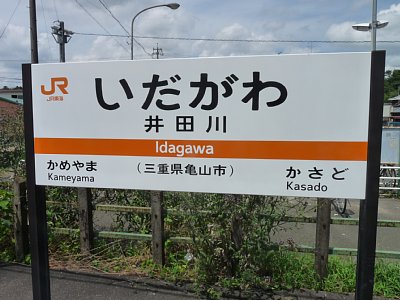 JR
JR東海
いだがわ
井田川
Idagawa
かめやま
Kameyama
(三重県亀山市)
かさど
Kasado